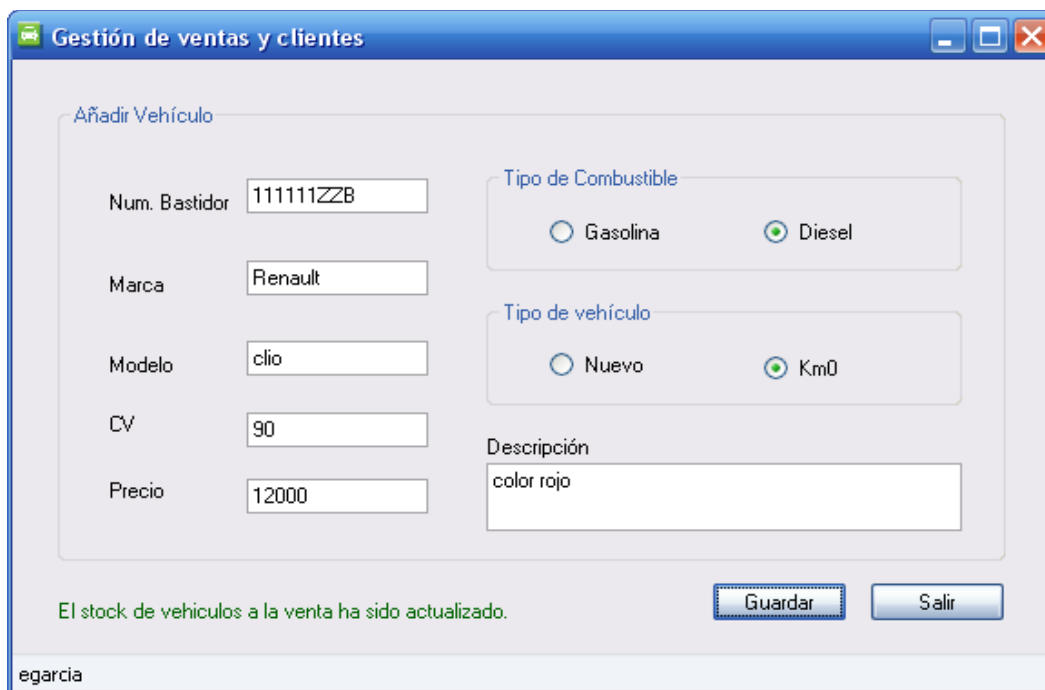 Gestión de ventas y clientes
Añadir Vehículo
Num. Bastidor 111111ZZB
Marca Renault
Modelo clio
CV 90
Precio 12000
Tipo de Combustible
Gasolina Diesel
Tipo de vehículo
Nuevo Km0
Descripción
color rojo
El stock de vehiculos a la venta ha sido actualizado.
Guardar Salir
egarcia